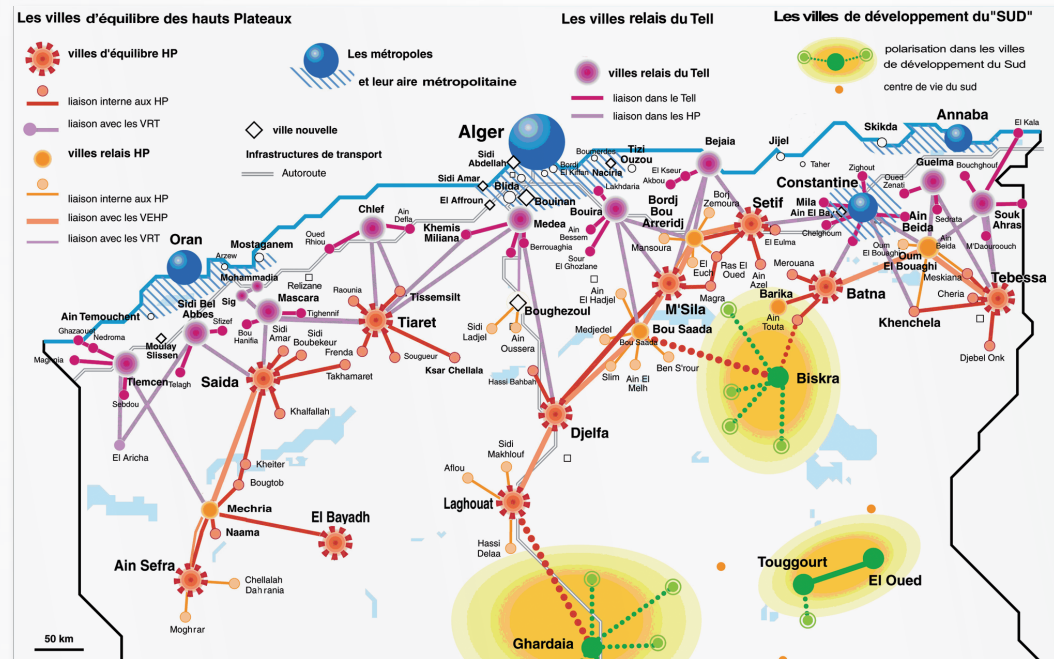 Les villes d'équilibre des hauts Plateaux
Les villes relais du Tell
Les villes de développement du"SUD"
villes d'équilibre HP
liaison interne aux HP
liaison avec les VRT
villes relais HP
liaison interne aux HP
liaison avec les VEHP
liaison avec les VRT
Les métropoles
et leur aire métropolitaine
ville nouvelle
Infrastructures de transport
Autoroute
villes relais du Tell
liaison dans le Tell
liaison dans les HP
polarisation dans les villes
de développement du Sud
centre de vie du sud
Alger
Sidi
Abdellah
Sidi Amar
Blida
El Affroun
Bouinan
Boumerdes
Bordj
El Kiffan
Naciria
Tizi
Ouzou
Lakhdaria
Bejaia
El Kseur
Akbou
Jijel
Taher
Skikda
Annaba
El Kala
Guelma
Bouchghouf
Zighout
Oued
Zenati
Constantine
Mila
Ain El Bay
Chelghoum
Ain
Beida
Sedrata
Souk
Ahras
M'Daourouch
Oum
El Bouaghi
Ain
Beida
Oum
El Bouaghi
Meskiana
Tebessa
Cheria
Khenchela
Djebel Onk
Setif
El Eulma
Bordj
Bou
Arreridj
Borj
Zemoura
Mansoura
El
Euch
Ras El
Oued
Ain
Azel
Merouana
Batna
Barika
Ain
Touta
Magra
M'Sila
Bouira
Ain
Bessem
Sour
El Ghozlane
Medea
Berrouaghia
Khemis
Miliana
Chlef
Ain
Defla
Oued
Rhiou
Oran
Arzew
Mostaganem
Mohammadia
Relizane
Sig
Mascara
Tighennif
Bou
Hanifia
Sidi Bel
Abbes
Sfizef
Ain Temouchent
Ghazaouet
Nedroma
Maghnia
Moulay
Slissen
Tlemcen
Telagh
Sebdou
El Aricha
Raounia
Tissemsilt
Tiaret
Sidi
Amar
Sidi
Boubekeur
Frenda
Sougueur
Ksar Chellala
Takhamaret
Saida
Khalfallah
Kheiter
Bougtob
Mechria
Naama
El Bayadh
Ain Sefra
Chellalah
Dahrania
Moghrar
Boughezoul
Sidi
Ladjel
Ain
Oussera
Hassi Bahbah
Ain
El Hadjel
Medjedel
Bou Saada
Bou Saada
Slim
Ain El
Melh
Ben S'rour
Djelfa
Biskra
Sidi
Makhlouf
Aflou
Laghouat
Hassi
Delaa
Ghardaia
Touggourt
El Oued
50 km